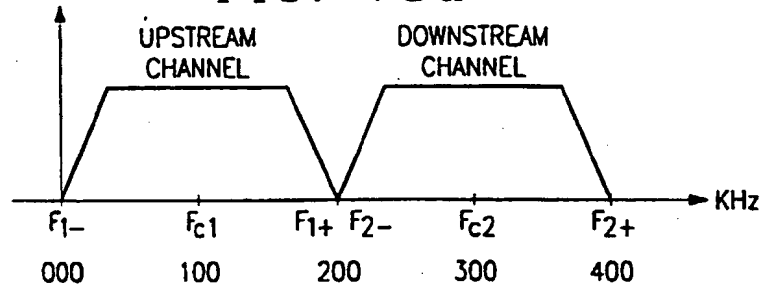 UPSTREAM CHANNEL
DOWNSTREAM CHANNEL
KHz
F1- Fc1 F1+ F2- Fc2 F2+
000 100 200 300 400